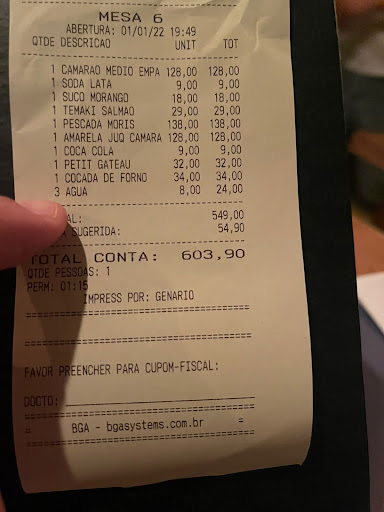 MESA 6
ABERTURA: 01/01/22 19:49
QTDE DESCRICAO UNIT TOT
1 CAMARAO MEDIO EMPA 128,00 128,00
1 SODA LATA 9,00 9,00
1 SUCO MORANGO 18,00 18,00
1 TEMAKI SALMAO 29,00 29,00
1 PESCADA MORIS 138,00 138,00
1 AMARELA JUQ CAMARA 128,00 128,00
1 COCA COLA 9,00 9,00
1 PETIT GATEAU 32,00 32,00
1 COCADA DE FORNO 34,00 34,00
3 AGUA 8,00 24,00
AL: 549,00
SUGERIDA: 54,90
TOTAL CONTA: 603,90
QTDE PESSOAS: 1
PERM: 01:15
IMPRESS POR: GENARIO
FAVOR PREENCHER PARA CUPOM-FISCAL:
DOCTO:
= BGA - bgasystems.com.br =